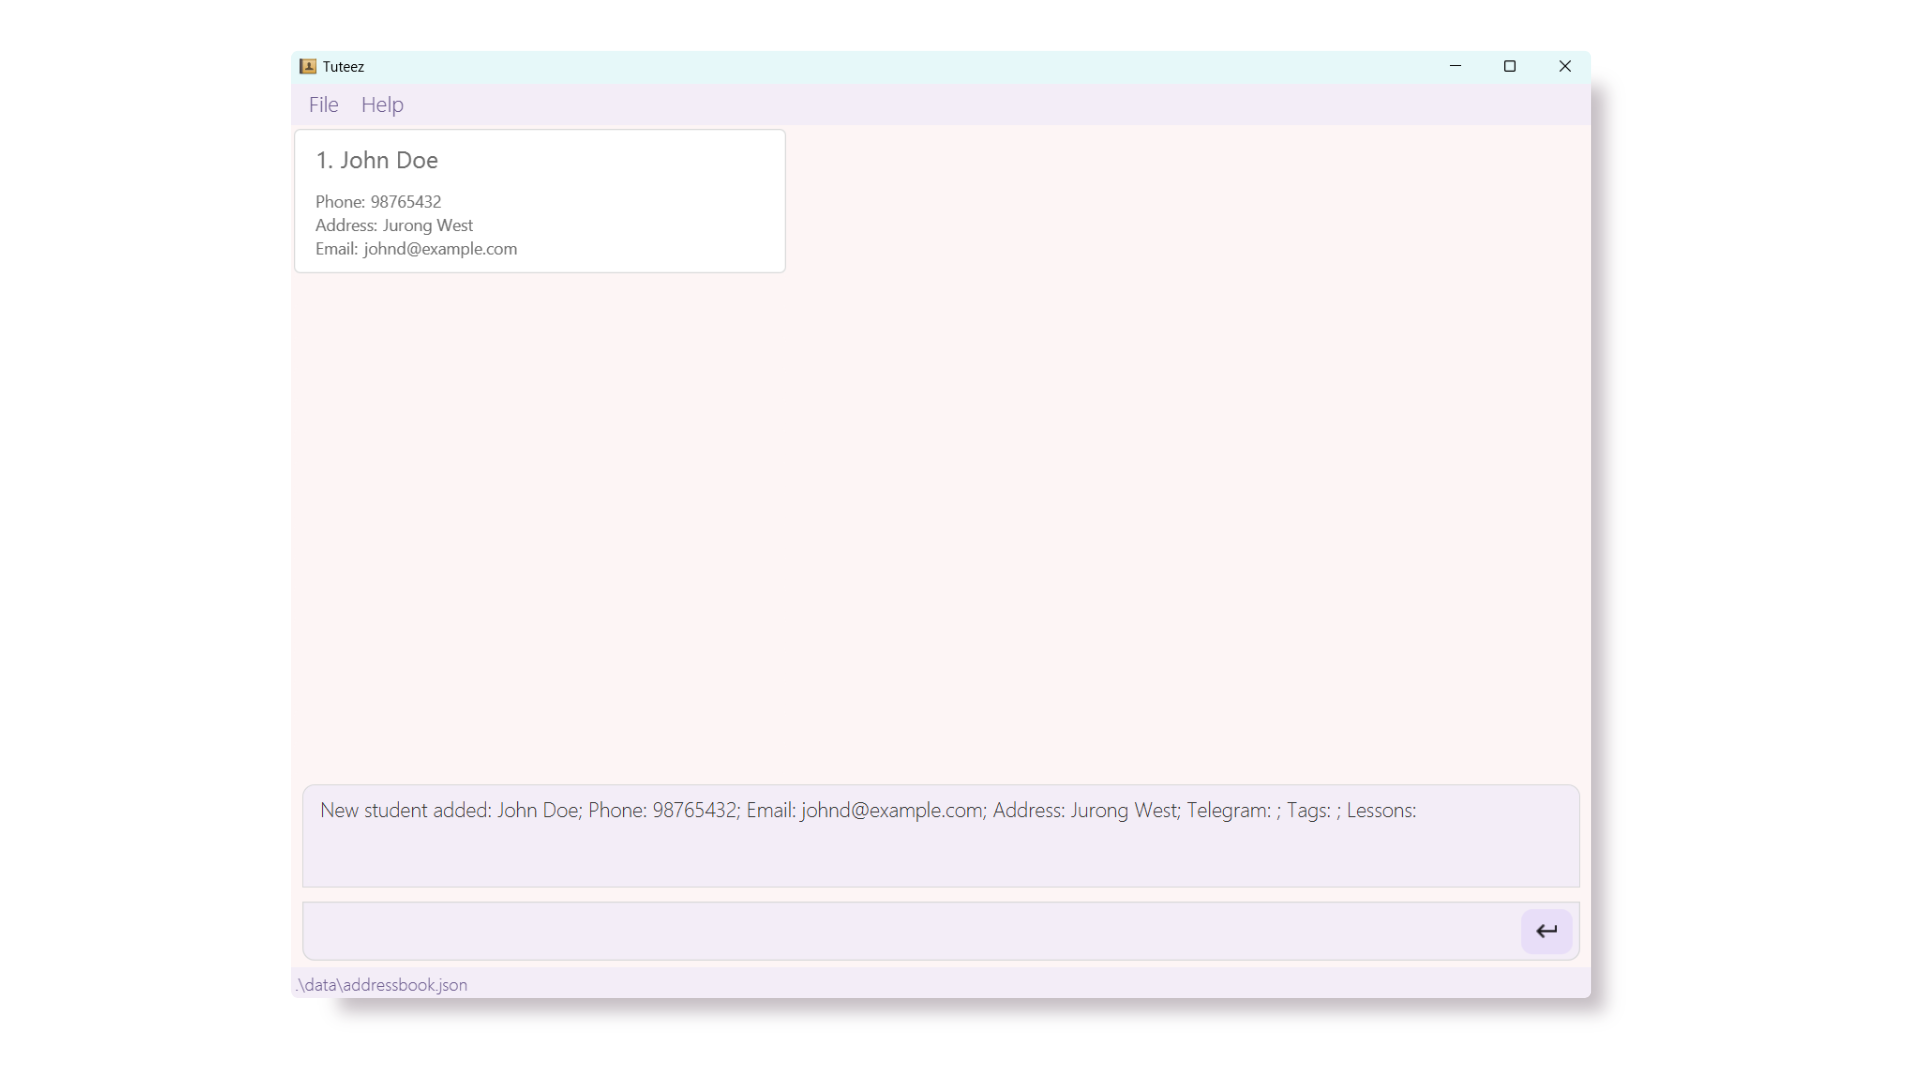 Tuteez
File Help
1. John Doe
Phone: 98765432
Address: Jurong West
Email: johnd@example.com
New student added: John Doe; Phone: 98765432; Email: johnd@example.com; Address: Jurong West; Telegram: ; Tags: ; Lessons:
.\data\addressbook.json